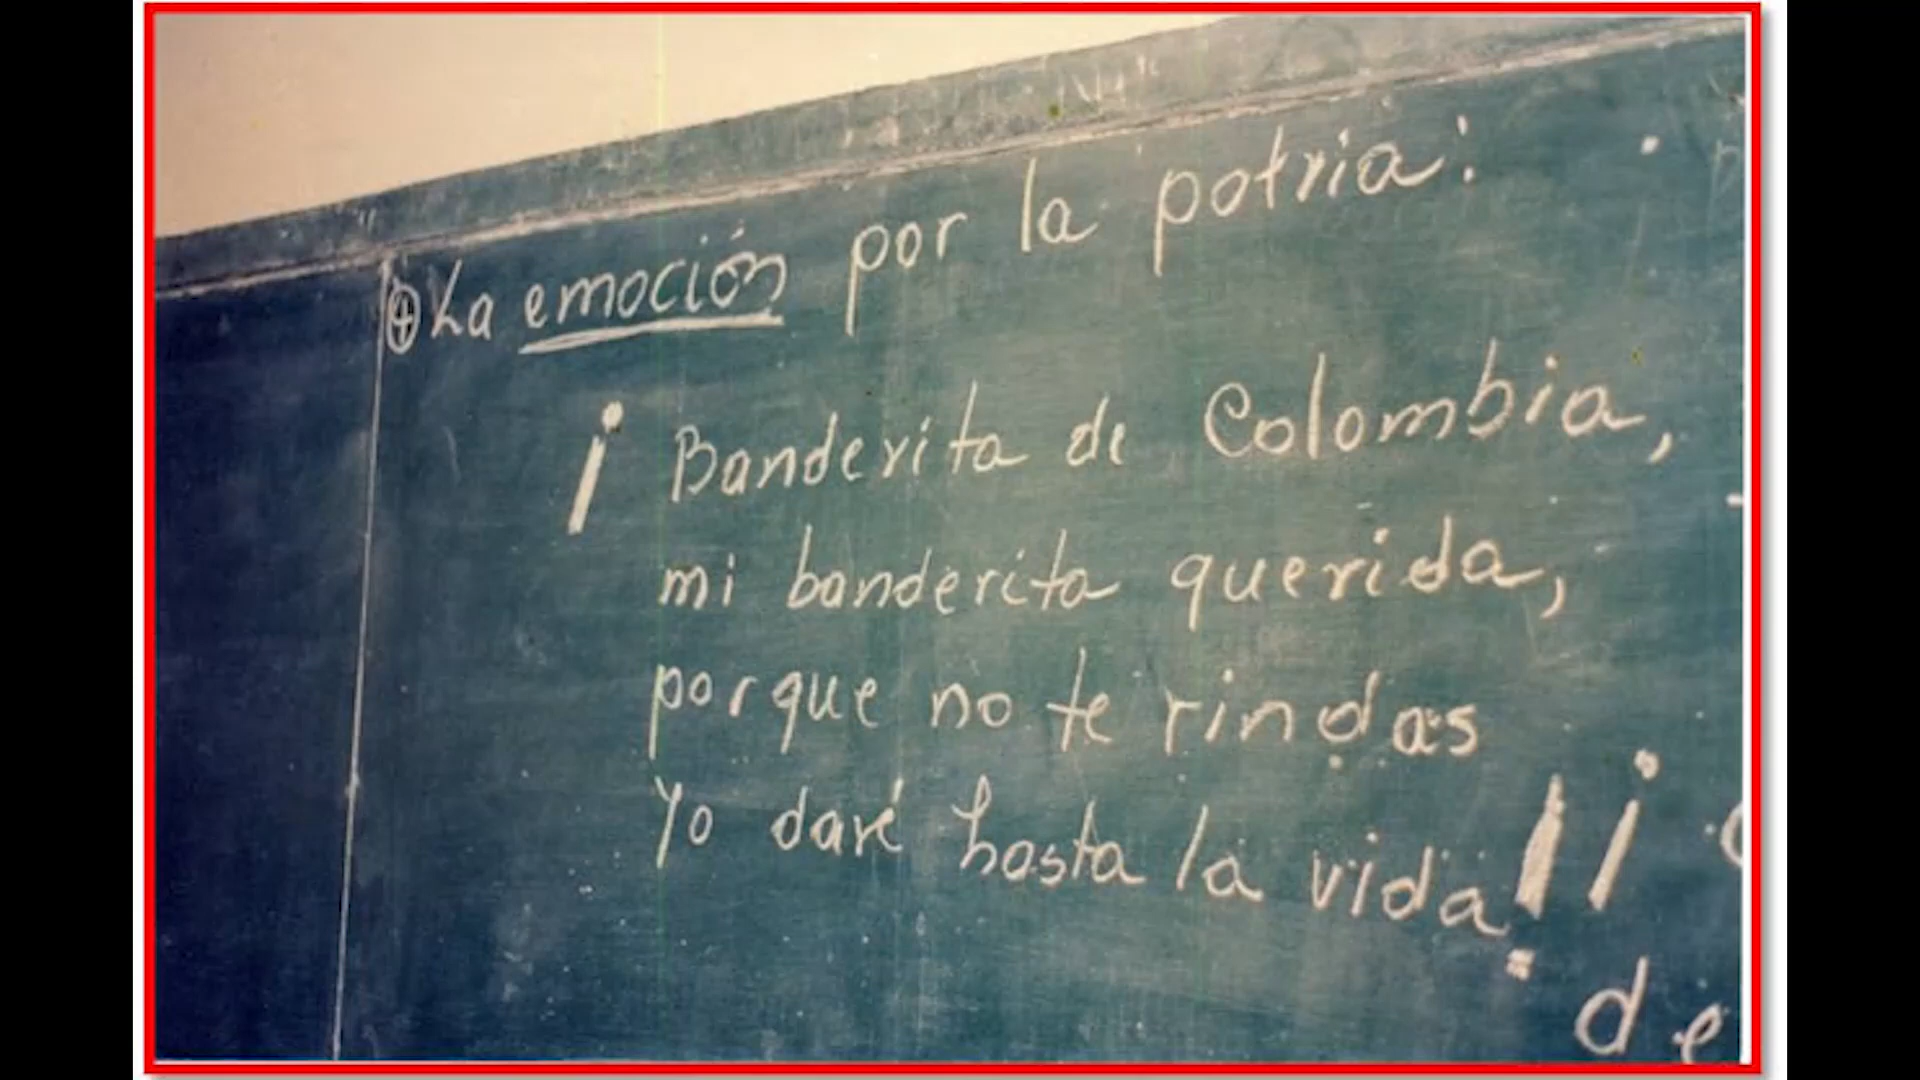 ⊕ La emoción por la patria:
¡Banderita de Colombia,
mi banderita querida,
porque no te rindas
Yo daré hasta la vida! ¡
de